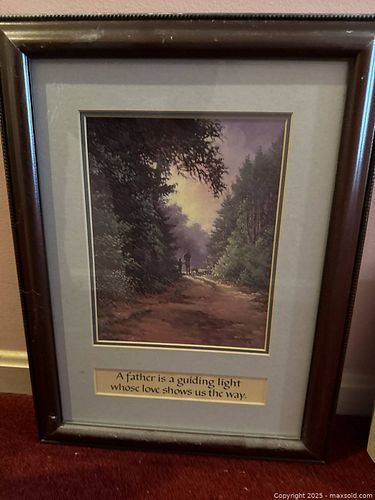 A father is a guiding light
whose love shows us the way.
Copyright 2025 - maxsold.com